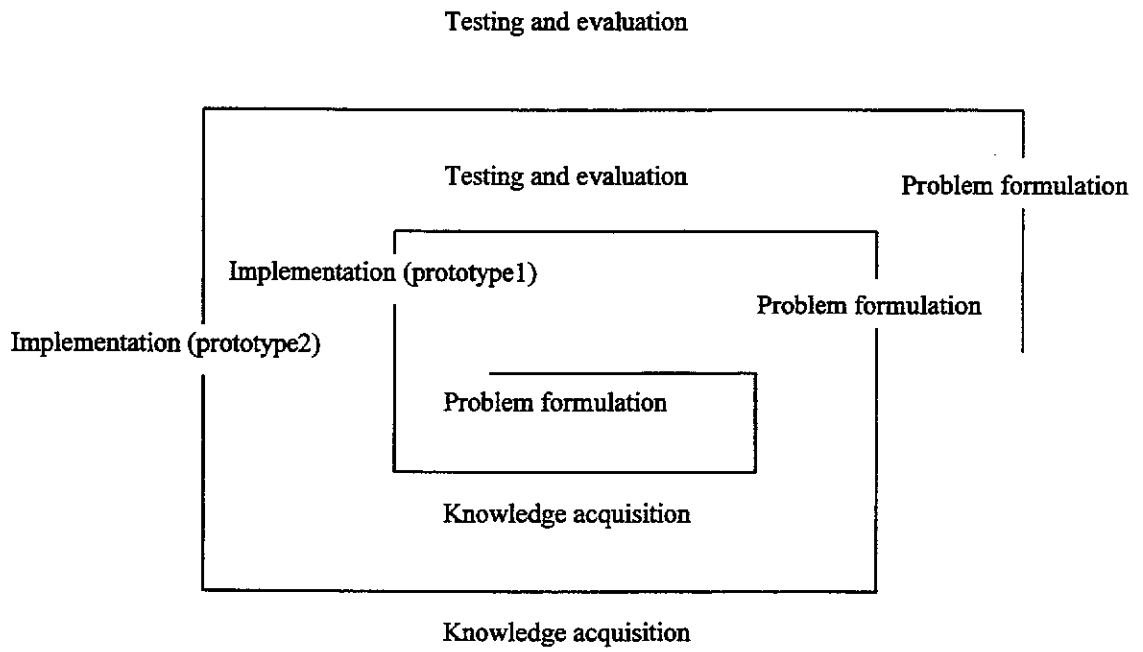 Testing and evaluation
Testing and evaluation
Problem formulation
Implementation (prototype1)
Problem formulation
Implementation (prototype2)
Problem formulation
Knowledge acquisition
Knowledge acquisition